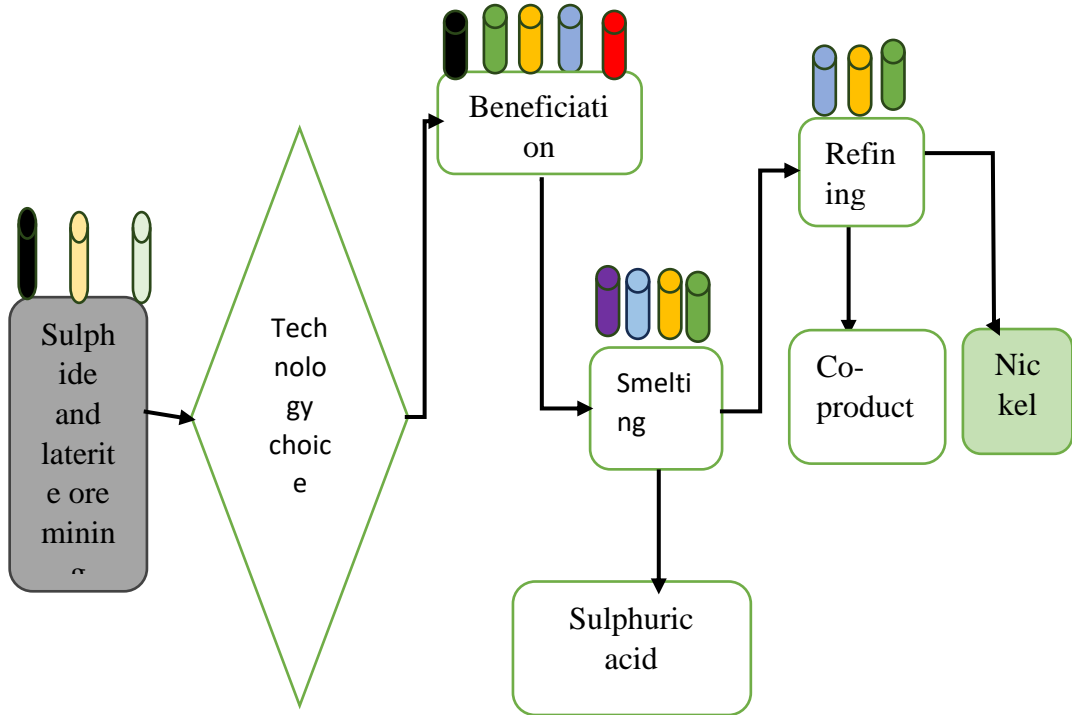 Sulph
ide
and
laterit
e ore
minin
g
Tech
nolo
gy
choic
e
Beneficiati
on
Smelti
ng
Sulphuric
acid
Refin
ing
Co-
product
Nic
kel